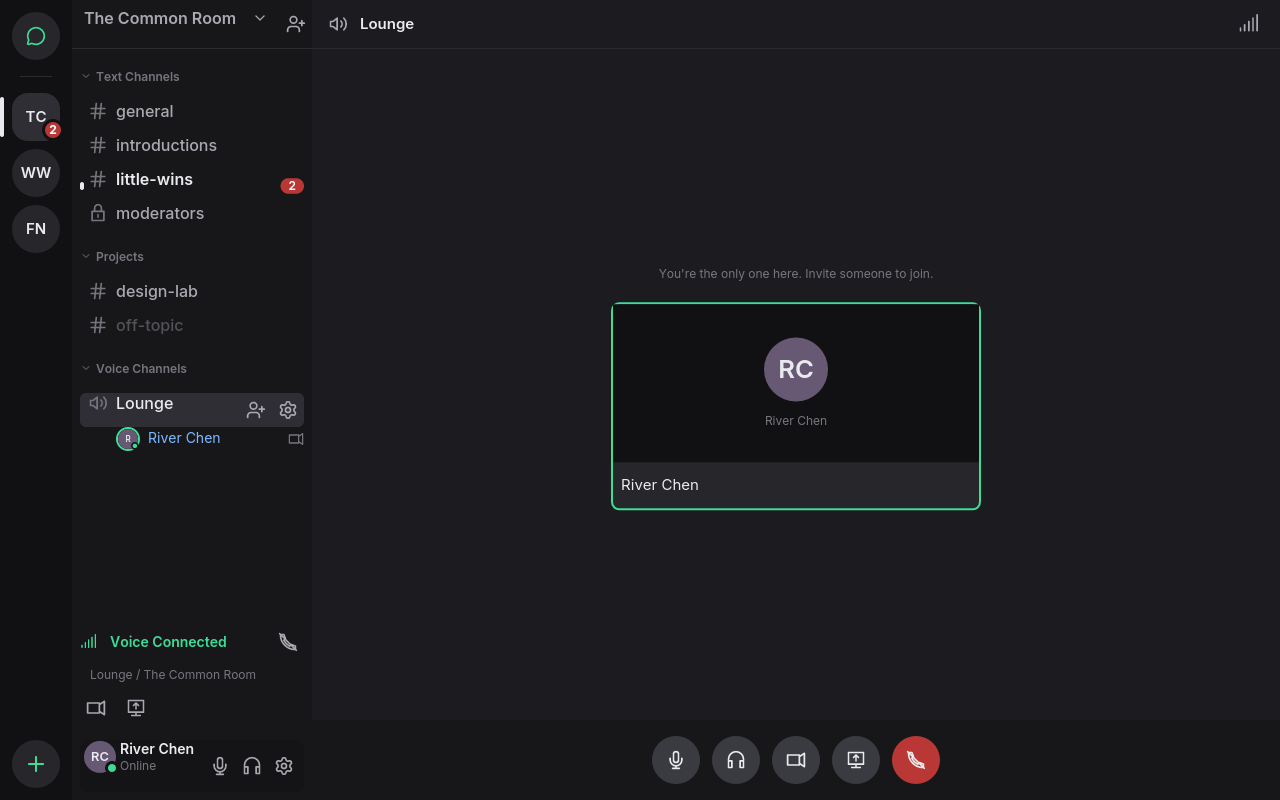 TC
2
WW
FN
The Common Room
Text Channels
general
introductions
little-wins
2
moderators
Projects
design-lab
off-topic
Voice Channels
Lounge
R
River Chen
Voice Connected
Lounge / The Common Room
RC
River Chen
Online
Lounge
You're the only one here. Invite someone to join.
RC
River Chen
River Chen